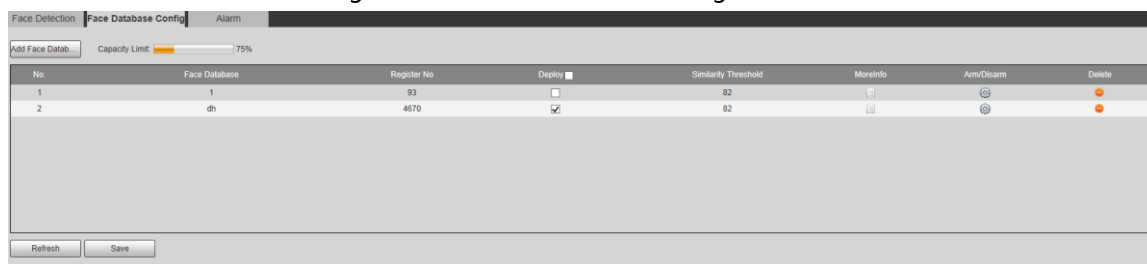 Face Detection Face Database Config Alarm
Add Face Datab... Capacity Limit: 75%
No. Face Database Register No Deploy Similarity Threshold MoreInfo Arm/Disarm Delete
1 1 93 82
2 dh 4670 82
Refresh Save